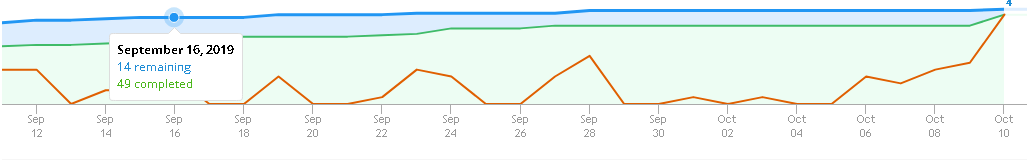 4
September 16, 2019
14 remaining
49 completed
Sep Sep Sep Sep Sep Sep Sep Sep Sep Sep Oct Oct Oct Oct Oct
12 14 16 18 20 22 24 26 28 30 02 04 06 08 10